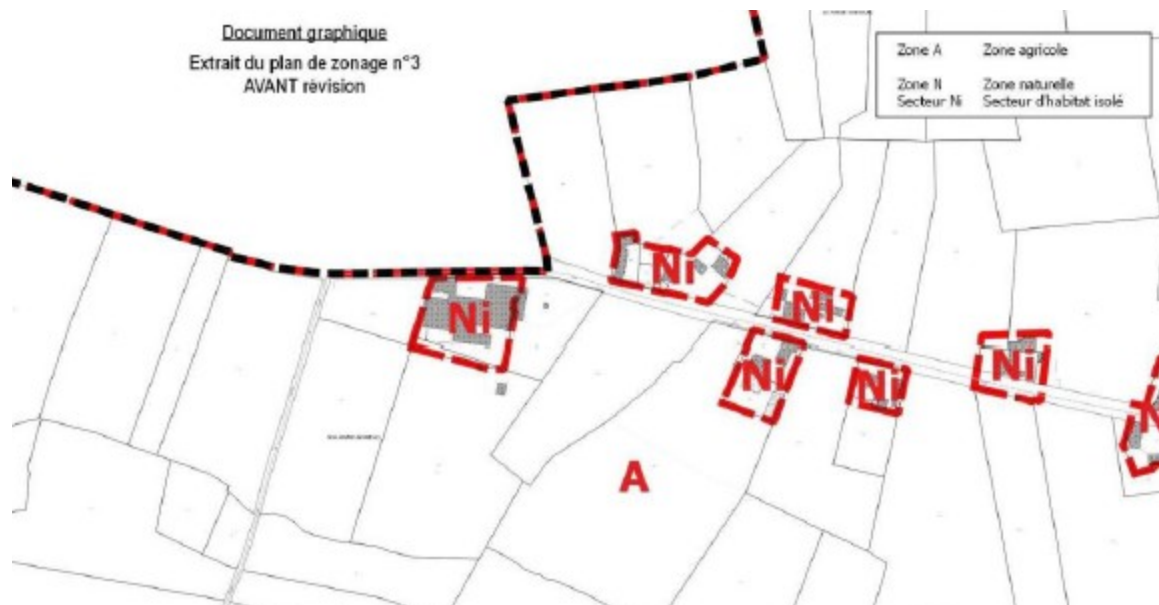 Document graphique
Extrait du plan de zonage n°3
AVANT révision
Zone A Zone agricole
Zone N Zone naturelle
Secteur Ni Secteur d'habitat isolé
Ni
Ni
Ni
Ni
Ni
Ni
A